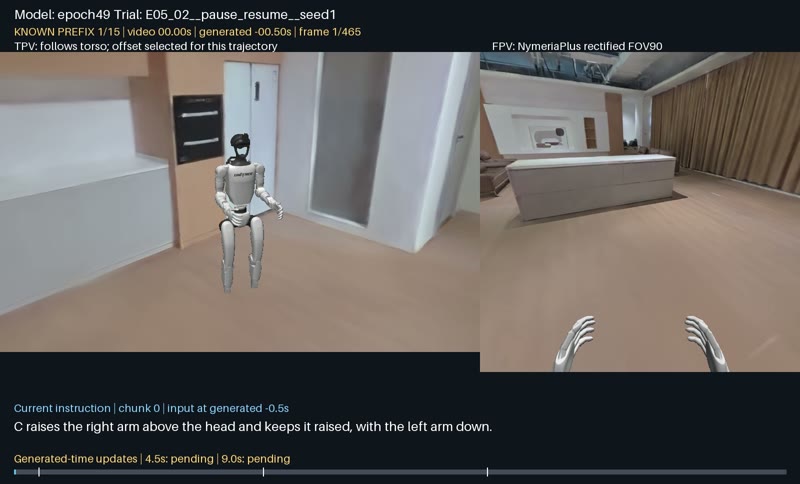 Model: epoch49 Trial: E05_02__pause_resume__seed1
KNOWN PREFIX 1/15 | video 00.00s | generated -00.50s | frame 1/465
TPV: follows torso; offset selected for this trajectory
FPV: NymeriaPlus rectified FOV90
Current instruction | chunk 0 | input at generated -0.5s
C raises the right arm above the head and keeps it raised, with the left arm down.
Generated-time updates | 4.5s: pending | 9.0s: pending